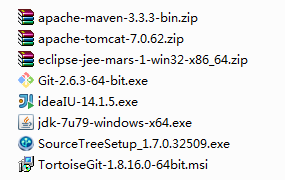 apache-maven-3.3.3-bin.zip
apache-tomcat-7.0.62.zip
eclipse-jee-mars-1-win32-x86_64.zip
Git-2.6.3-64-bit.exe
ideaIU-14.1.5.exe
jdk-7u79-windows-x64.exe
SourceTreeSetup_1.7.0.32509.exe
TortoiseGit-1.8.16.0-64bit.msi